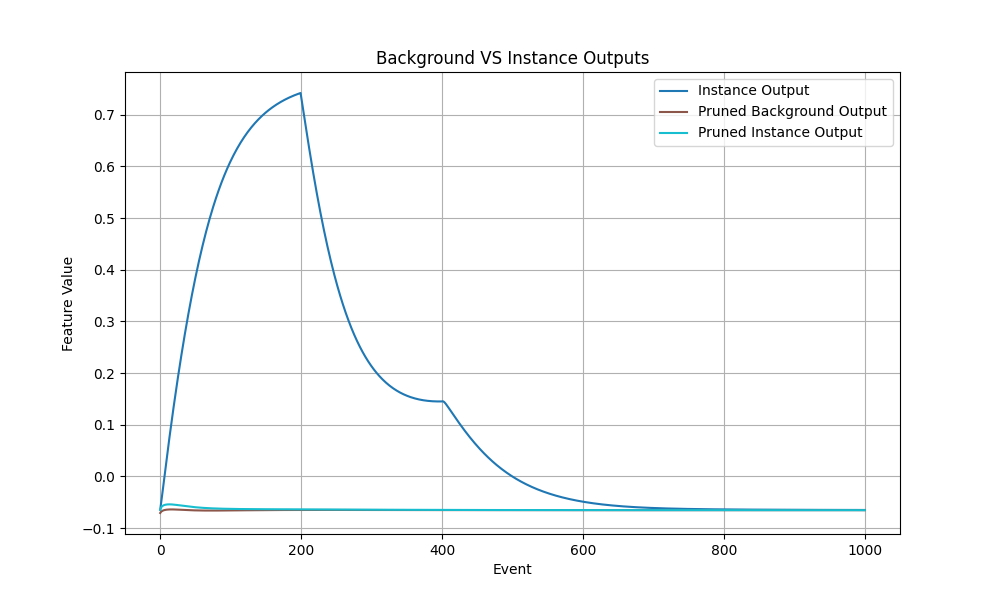 Background VS Instance Outputs
Instance Output
Pruned Background Output
Pruned Instance Output
Feature Value
0.7
0.6
0.5
0.4
0.3
0.2
0.1
0.0
−0.1
0 200 400 600 800 1000
Event